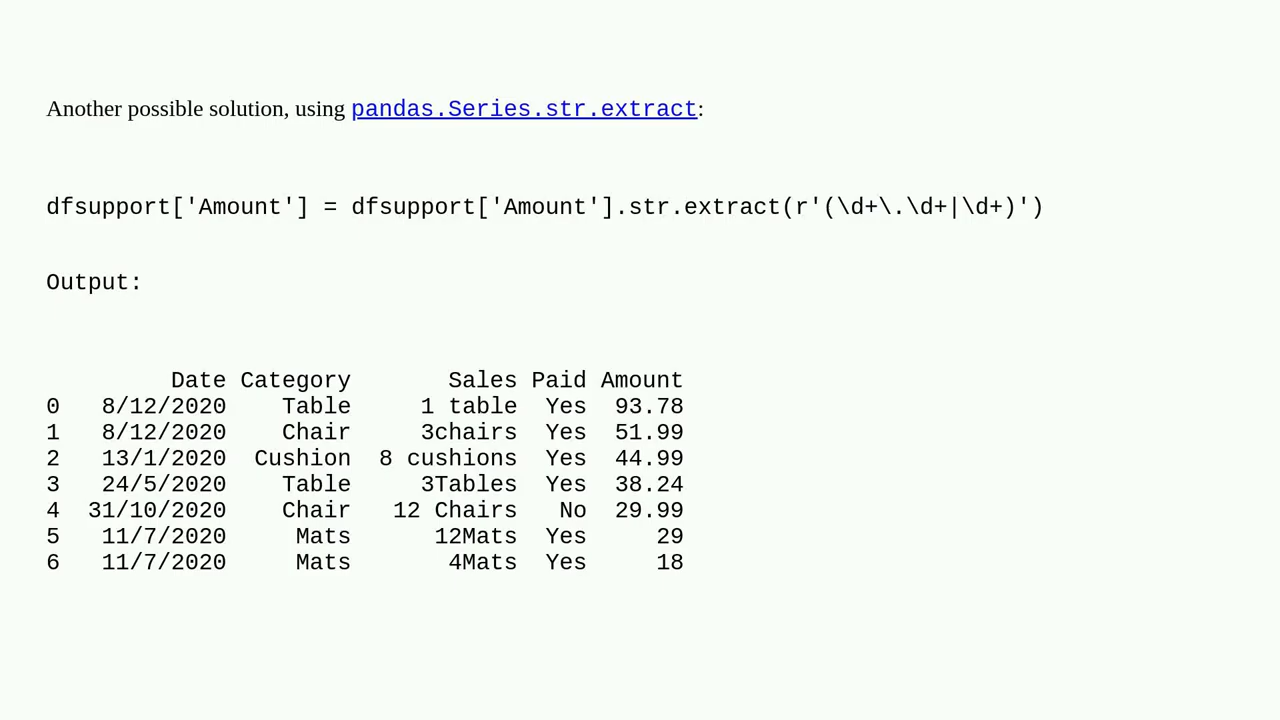 Another possible solution, using pandas.Series.str.extract:
dfsupport['Amount'] = dfsupport['Amount'].str.extract(r'(\d+\.\d+|\d+)')
Output:
         Date Category       Sales Paid Amount
0   8/12/2020    Table     1 table  Yes  93.78
1   8/12/2020    Chair     3chairs  Yes  51.99
2   13/1/2020  Cushion  8 cushions  Yes  44.99
3   24/5/2020    Table     3Tables  Yes  38.24
4  31/10/2020    Chair   12 Chairs   No  29.99
5   11/7/2020     Mats      12Mats  Yes     29
6   11/7/2020     Mats       4Mats  Yes     18